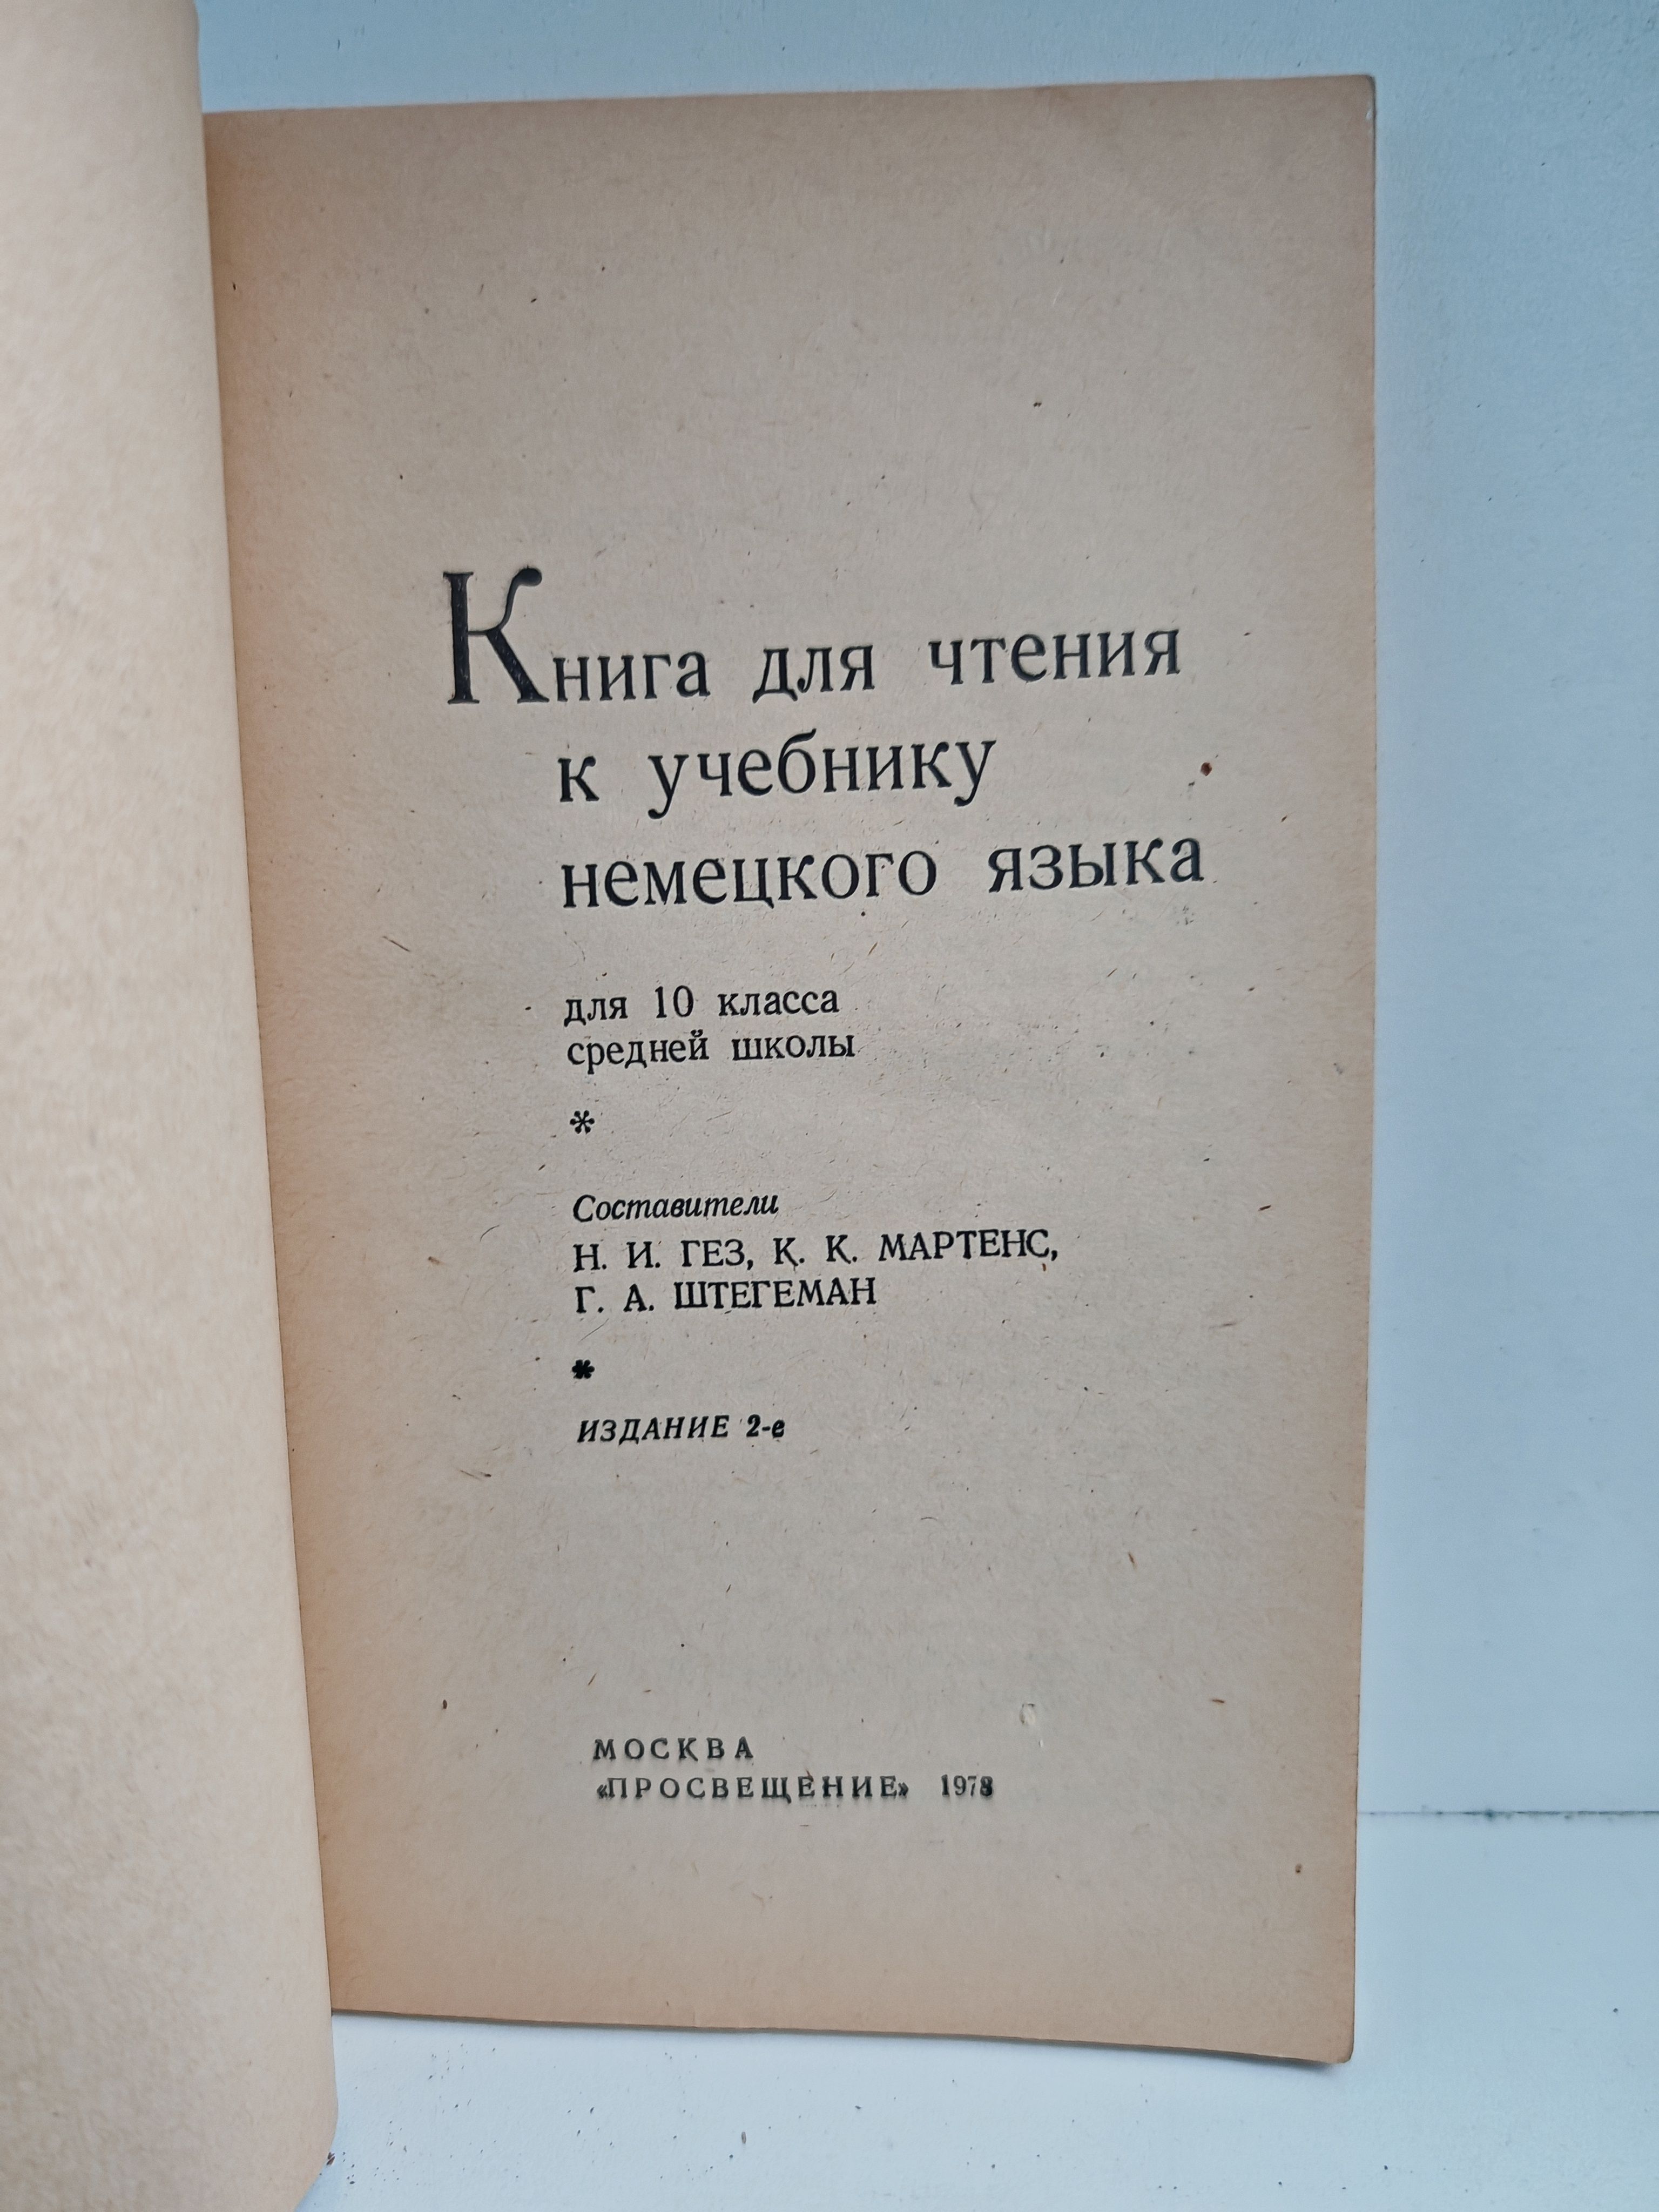 Книга для чтения
к учебнику
немецкого языка
для 10 класса
средней школы
*
Составители
Н. И. ГЕЗ, К. К. МАРТЕНС,
Г. А. ШТЕГЕМАН
*
ИЗДАНИЕ 2-е
МОСКВА
«ПРОСВЕЩЕНИЕ» 1978